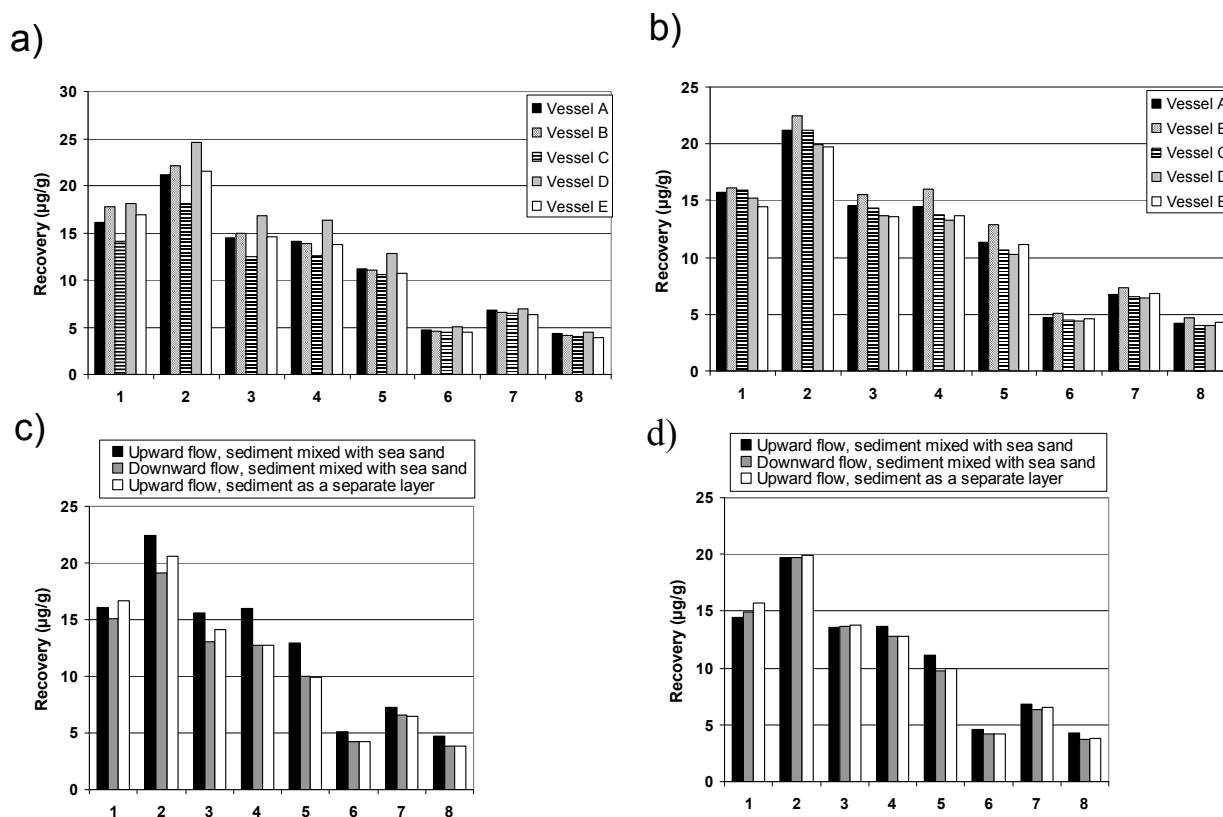 a)
Recovery (µg/g)
30
25
20
15
10
5
0
1 2 3 4 5 6 7 8
Vessel A
Vessel B
Vessel C
Vessel D
Vessel E
b)
Recovery (µg/g)
25
20
15
10
5
0
1 2 3 4 5 6 7 8
Vessel A
Vessel
Vessel
Vessel
Vessel
c)
Upward flow, sediment mixed with sea sand
Downward flow, sediment mixed with sea sand
Upward flow, sediment as a separate layer
Recovery (µg/g)
25
20
15
10
5
0
1 2 3 4 5 6 7 8
d)
Upward flow, sediment mixed with sea sand
Downward flow, sediment mixed with sea sand
Upward flow, sediment as a separate layer
Recovery (µg/g)
25
20
15
10
5
0
1 2 3 4 5 6 7 8